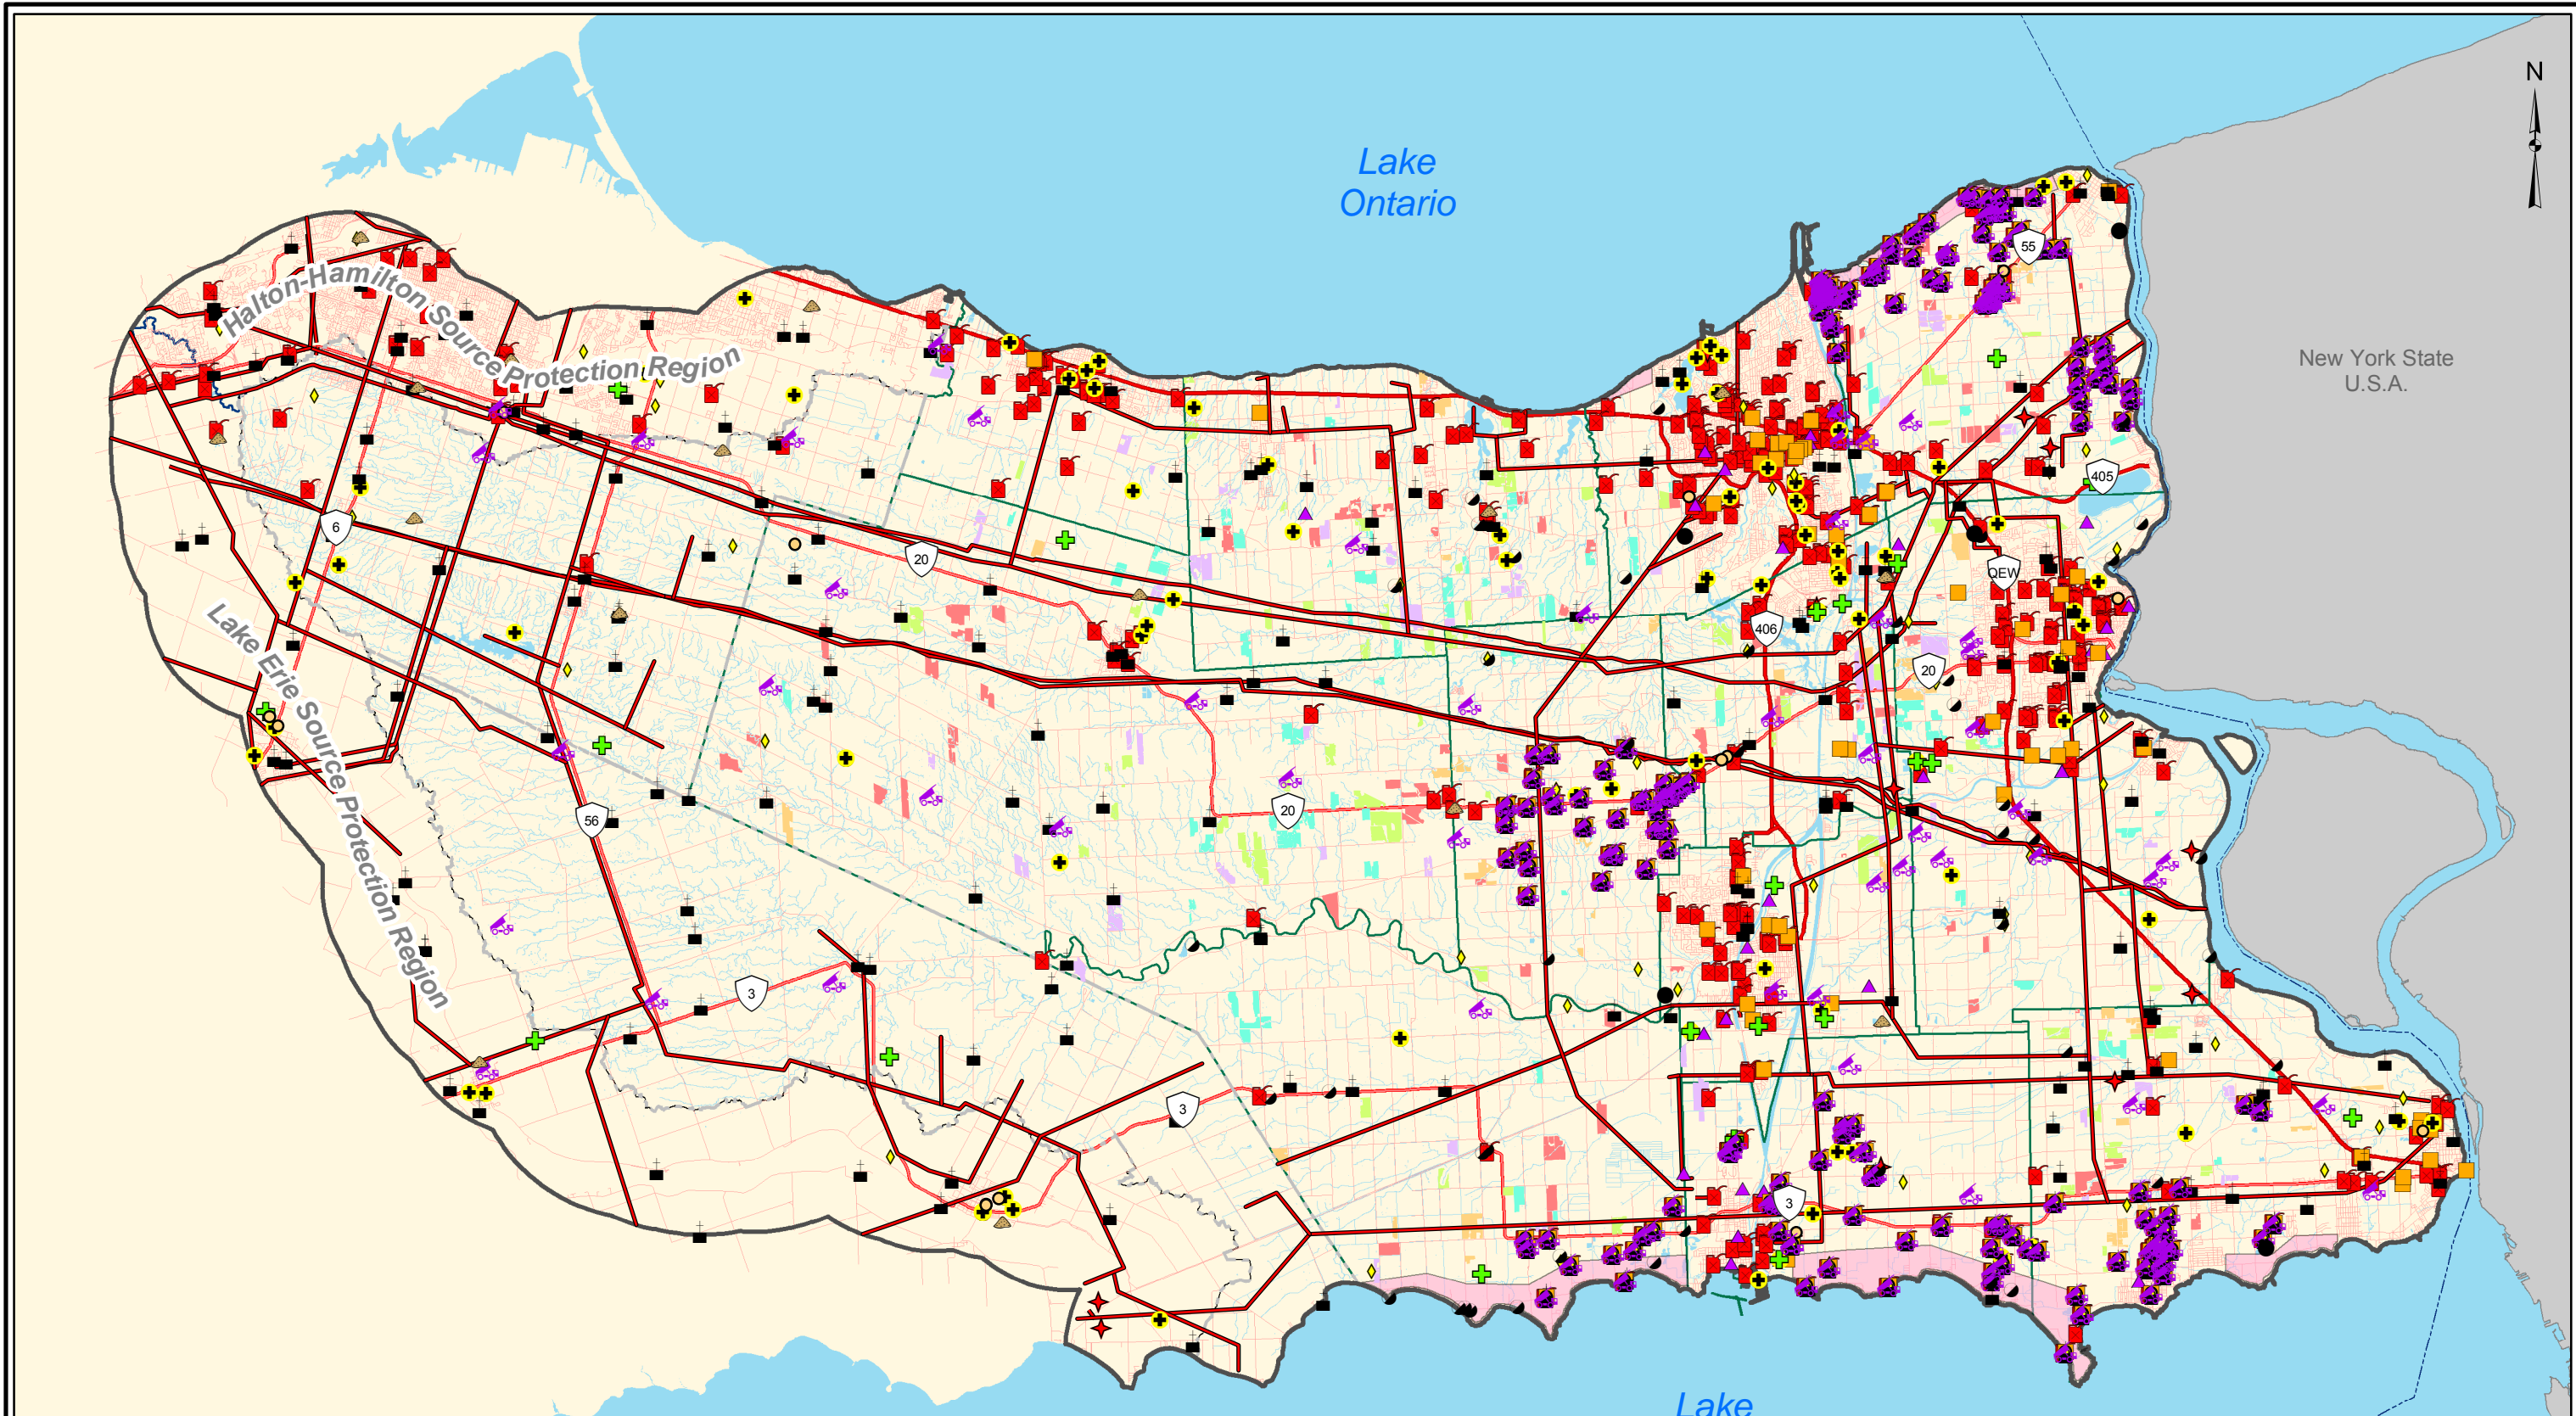 N
Lake
Ontario
55
New York State
U.S.A.
Halton-Hamilton Source Protection Region
405
6
20
QEW
406
20
Lake Erie Source Protection Region
20
56
3
3
3
Lake